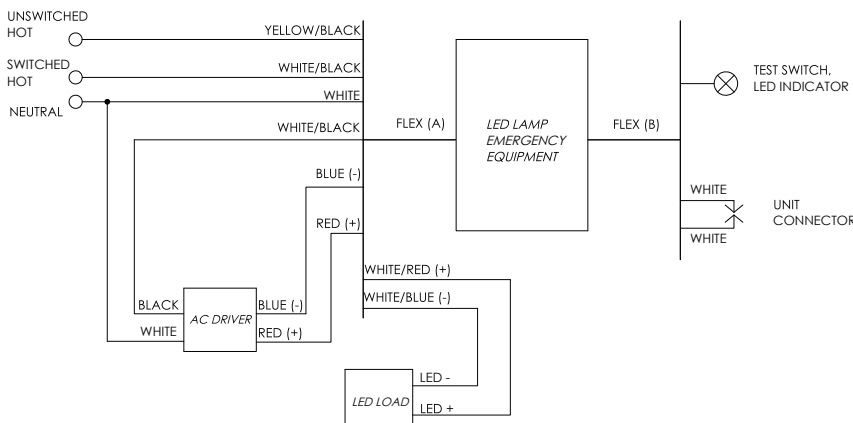 UNSWITCHED
HOT
YELLOW/BLACK
SWITCHED
HOT
WHITE/BLACK
NEUTRAL
WHITE
WHITE/BLACK
FLEX (A)
LED LAMP
EMERGENCY
EQUIPMENT
FLEX (B)
TEST SWITCH,
LED INDICATOR
BLUE (-)
RED (+)
WHITE
UNIT
CONNECTOR
WHITE
WHITE/RED (+)
WHITE/BLUE (-)
BLACK
AC DRIVER
BLUE (-)
WHITE
RED (+)
LED LOAD
LED -
LED +